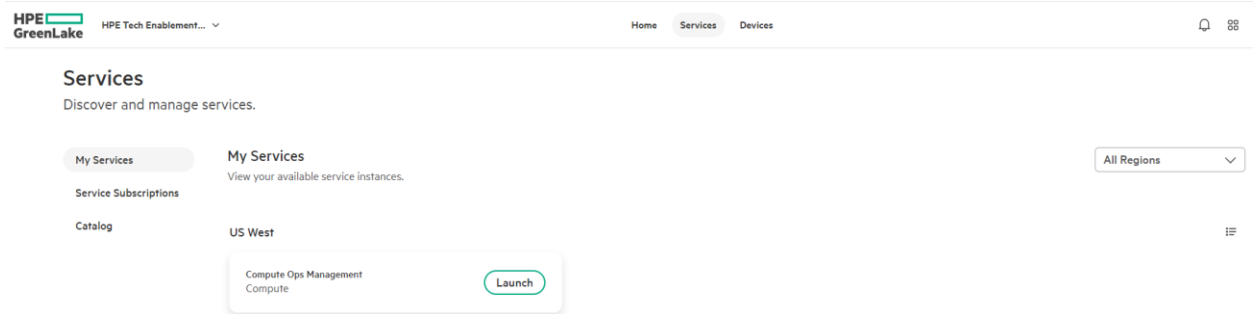 HPE
GreenLake
HPE Tech Enablement...
Home
Services
Devices
Services
Discover and manage services.
My Services
Service Subscriptions
Catalog
My Services
View your available service instances.
All Regions
US West
Compute Ops Management
Compute
Launch